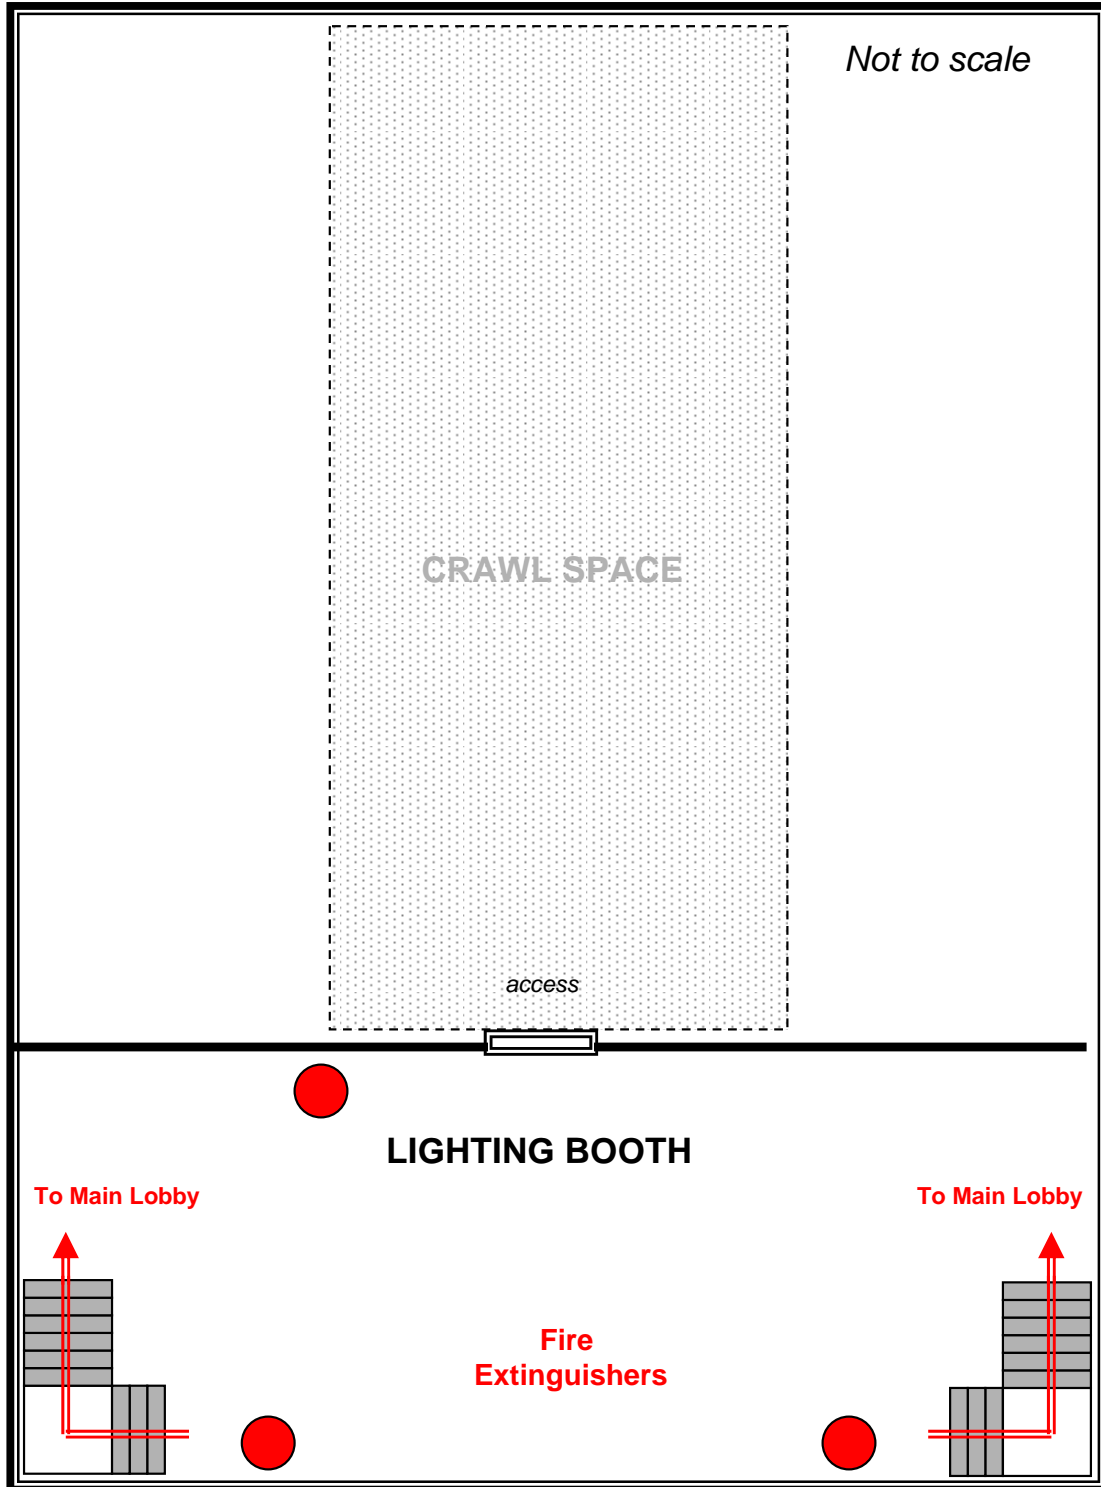 Not to scale
CRAWL SPACE
access
LIGHTING BOOTH
To Main Lobby
To Main Lobby
Fire
Extinguishers